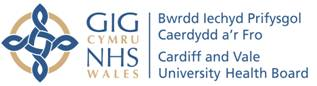 GIG
CYMRU
NHS
WALES
Bwrdd Iechyd Prifysgol
Caerdydd a'r Fro
Cardiff and Vale
University Health Board